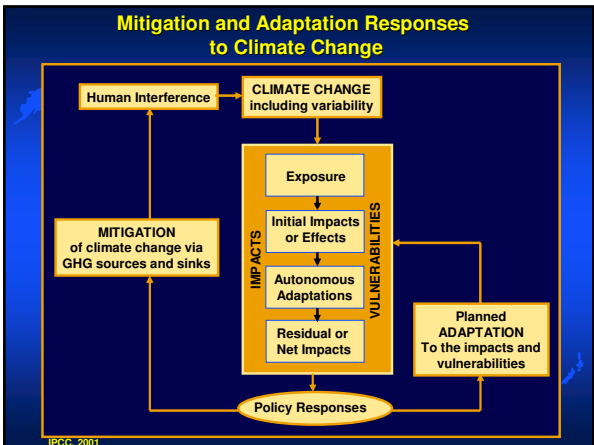 Mitigation and Adaptation Responses
to Climate Change
Human Interference
CLIMATE CHANGE
including variability
IMPACTS
Exposure
Initial Impacts
or Effects
Autonomous
Adaptations
Residual or
Net Impacts
VULNERABILITIES
MITIGATION
of climate change via
GHG sources and sinks
Planned
ADAPTATION
To the impacts and
vulnerabilities
Policy Responses
IPCC, 2001